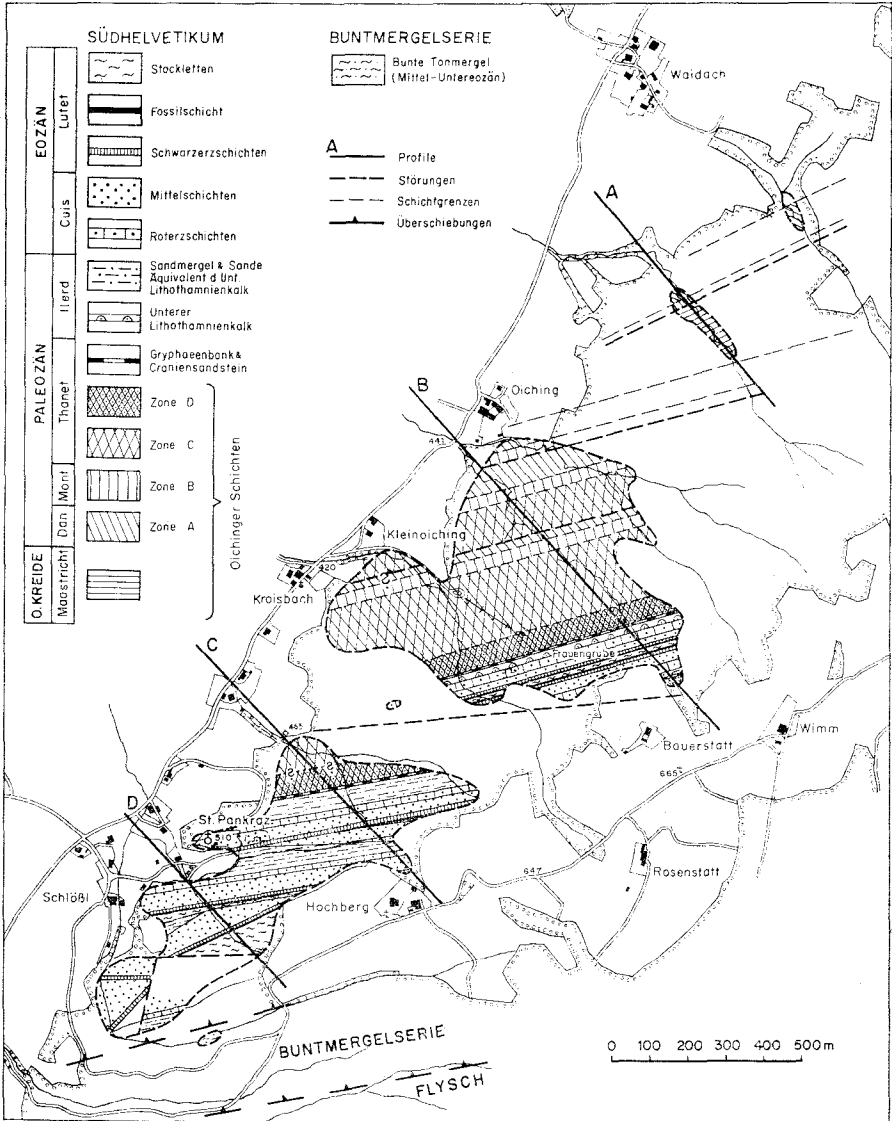 SÜDHELVETIKUM
Stockletten
Fossilschicht
Schwarzerzschichten
Mittelschichten
Roterzschichten
Sandmergel & Sande
Äquivalent d Unt.
Lithothamnienkalk
Unterer
Lithothamnienkalk
Gryphaeenbank &
Craniensandstein
Zone D
Zone C
Zone B
Zone A
Oichinger Schichten
EOZÄN
PALEOZÄN
O.KREIDE
Lutet
Cuis
Ilerd
Thanet
Mont
Dan
Maastricht
BUNTMERGELSERIE
Bunte Tonmergel
(Mittel-Untereozän)
A
Profile
Störungen
Schichtgrenzen
Überschiebungen
Waidach
A
B
Oiching
441
Kleinoiching
420
Kroisbach
C
Frauengrube
465
Bauerstatt
Wimm
665
D
St. Pankraz
510
647
Rosenstatt
Schlößl
Hochberg
BUNTMERGELSERIE
FLYSCH
0 100 200 300 400 500 m